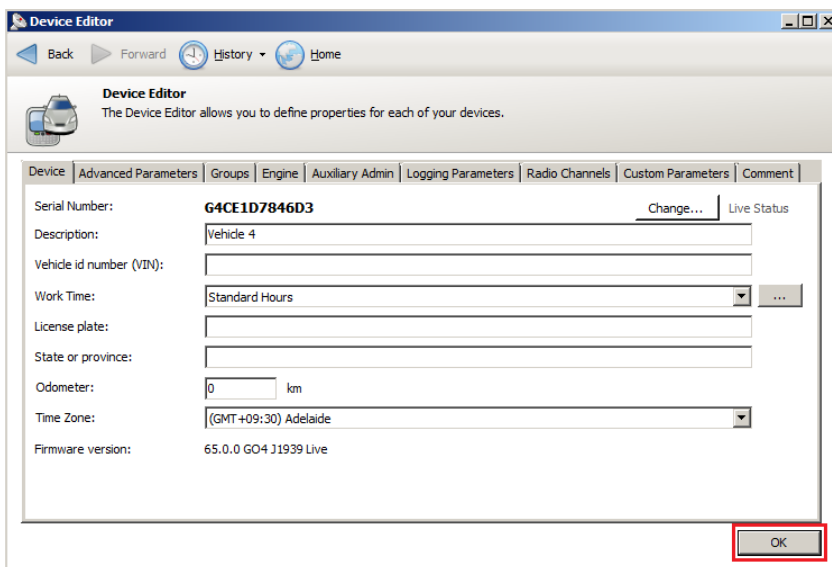 Device Editor
Back Forward History Home
Device Editor
The Device Editor allows you to define properties for each of your devices.
Device Advanced Parameters Groups Engine Auxiliary Admin Logging Parameters Radio Channels Custom Parameters Comment
Serial Number: G4CE1D7846D3 Change... Live Status
Description: Vehicle 4
Vehicle id number (VIN):
Work Time: Standard Hours ...
License plate:
State or province:
Odometer: 0 km
Time Zone: (GMT+09:30) Adelaide
Firmware version: 65.0.0 GO4 J1939 Live
OK